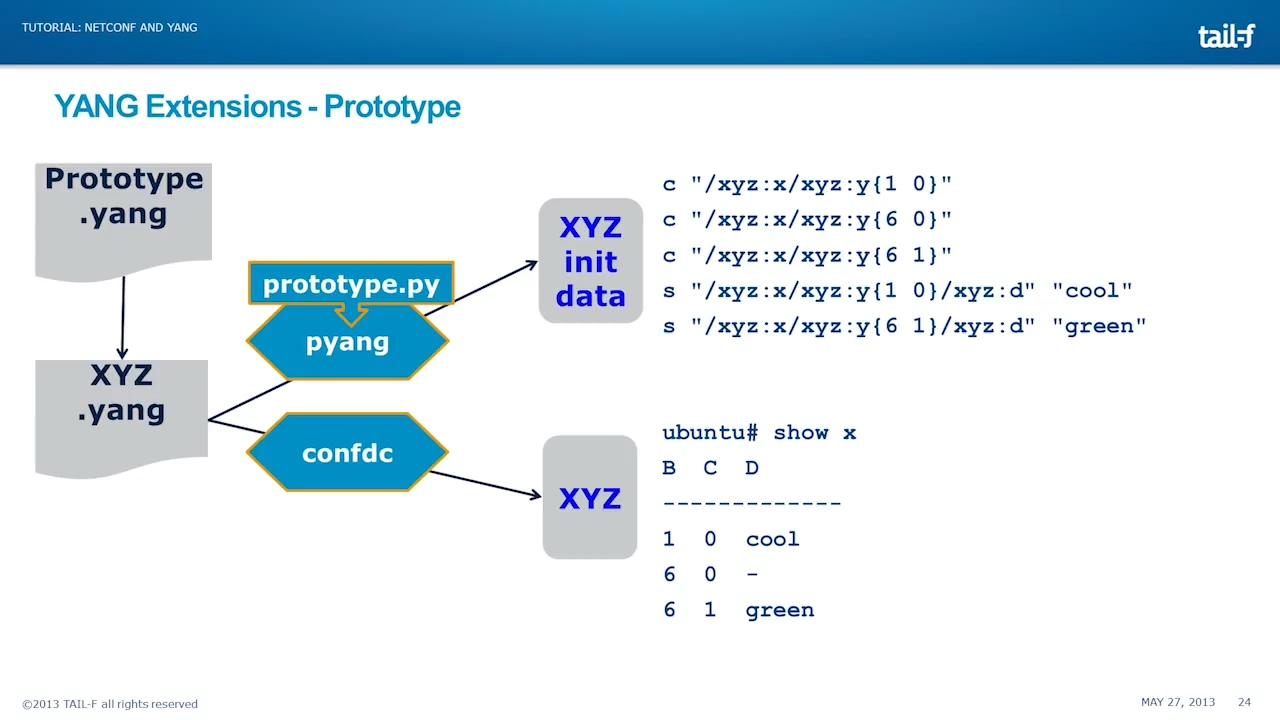 TUTORIAL: NETCONF AND YANG
tail-f
YANG Extensions - Prototype
Prototype
.yang
XYZ
.yang
prototype.py
pyang
confdc
XYZ
init
data
XYZ
c "/xyz:x/xyz:y{1 0}"
c "/xyz:x/xyz:y{6 0}"
c "/xyz:x/xyz:y{6 1}"
s "/xyz:x/xyz:y{1 0}/xyz:d" "cool"
s "/xyz:x/xyz:y{6 1}/xyz:d" "green"
ubuntu# show x
B C D
-------------
1 0 cool
6 0 -
6 1 green
©2013 TAIL-F all rights reserved
MAY 27, 2013 24